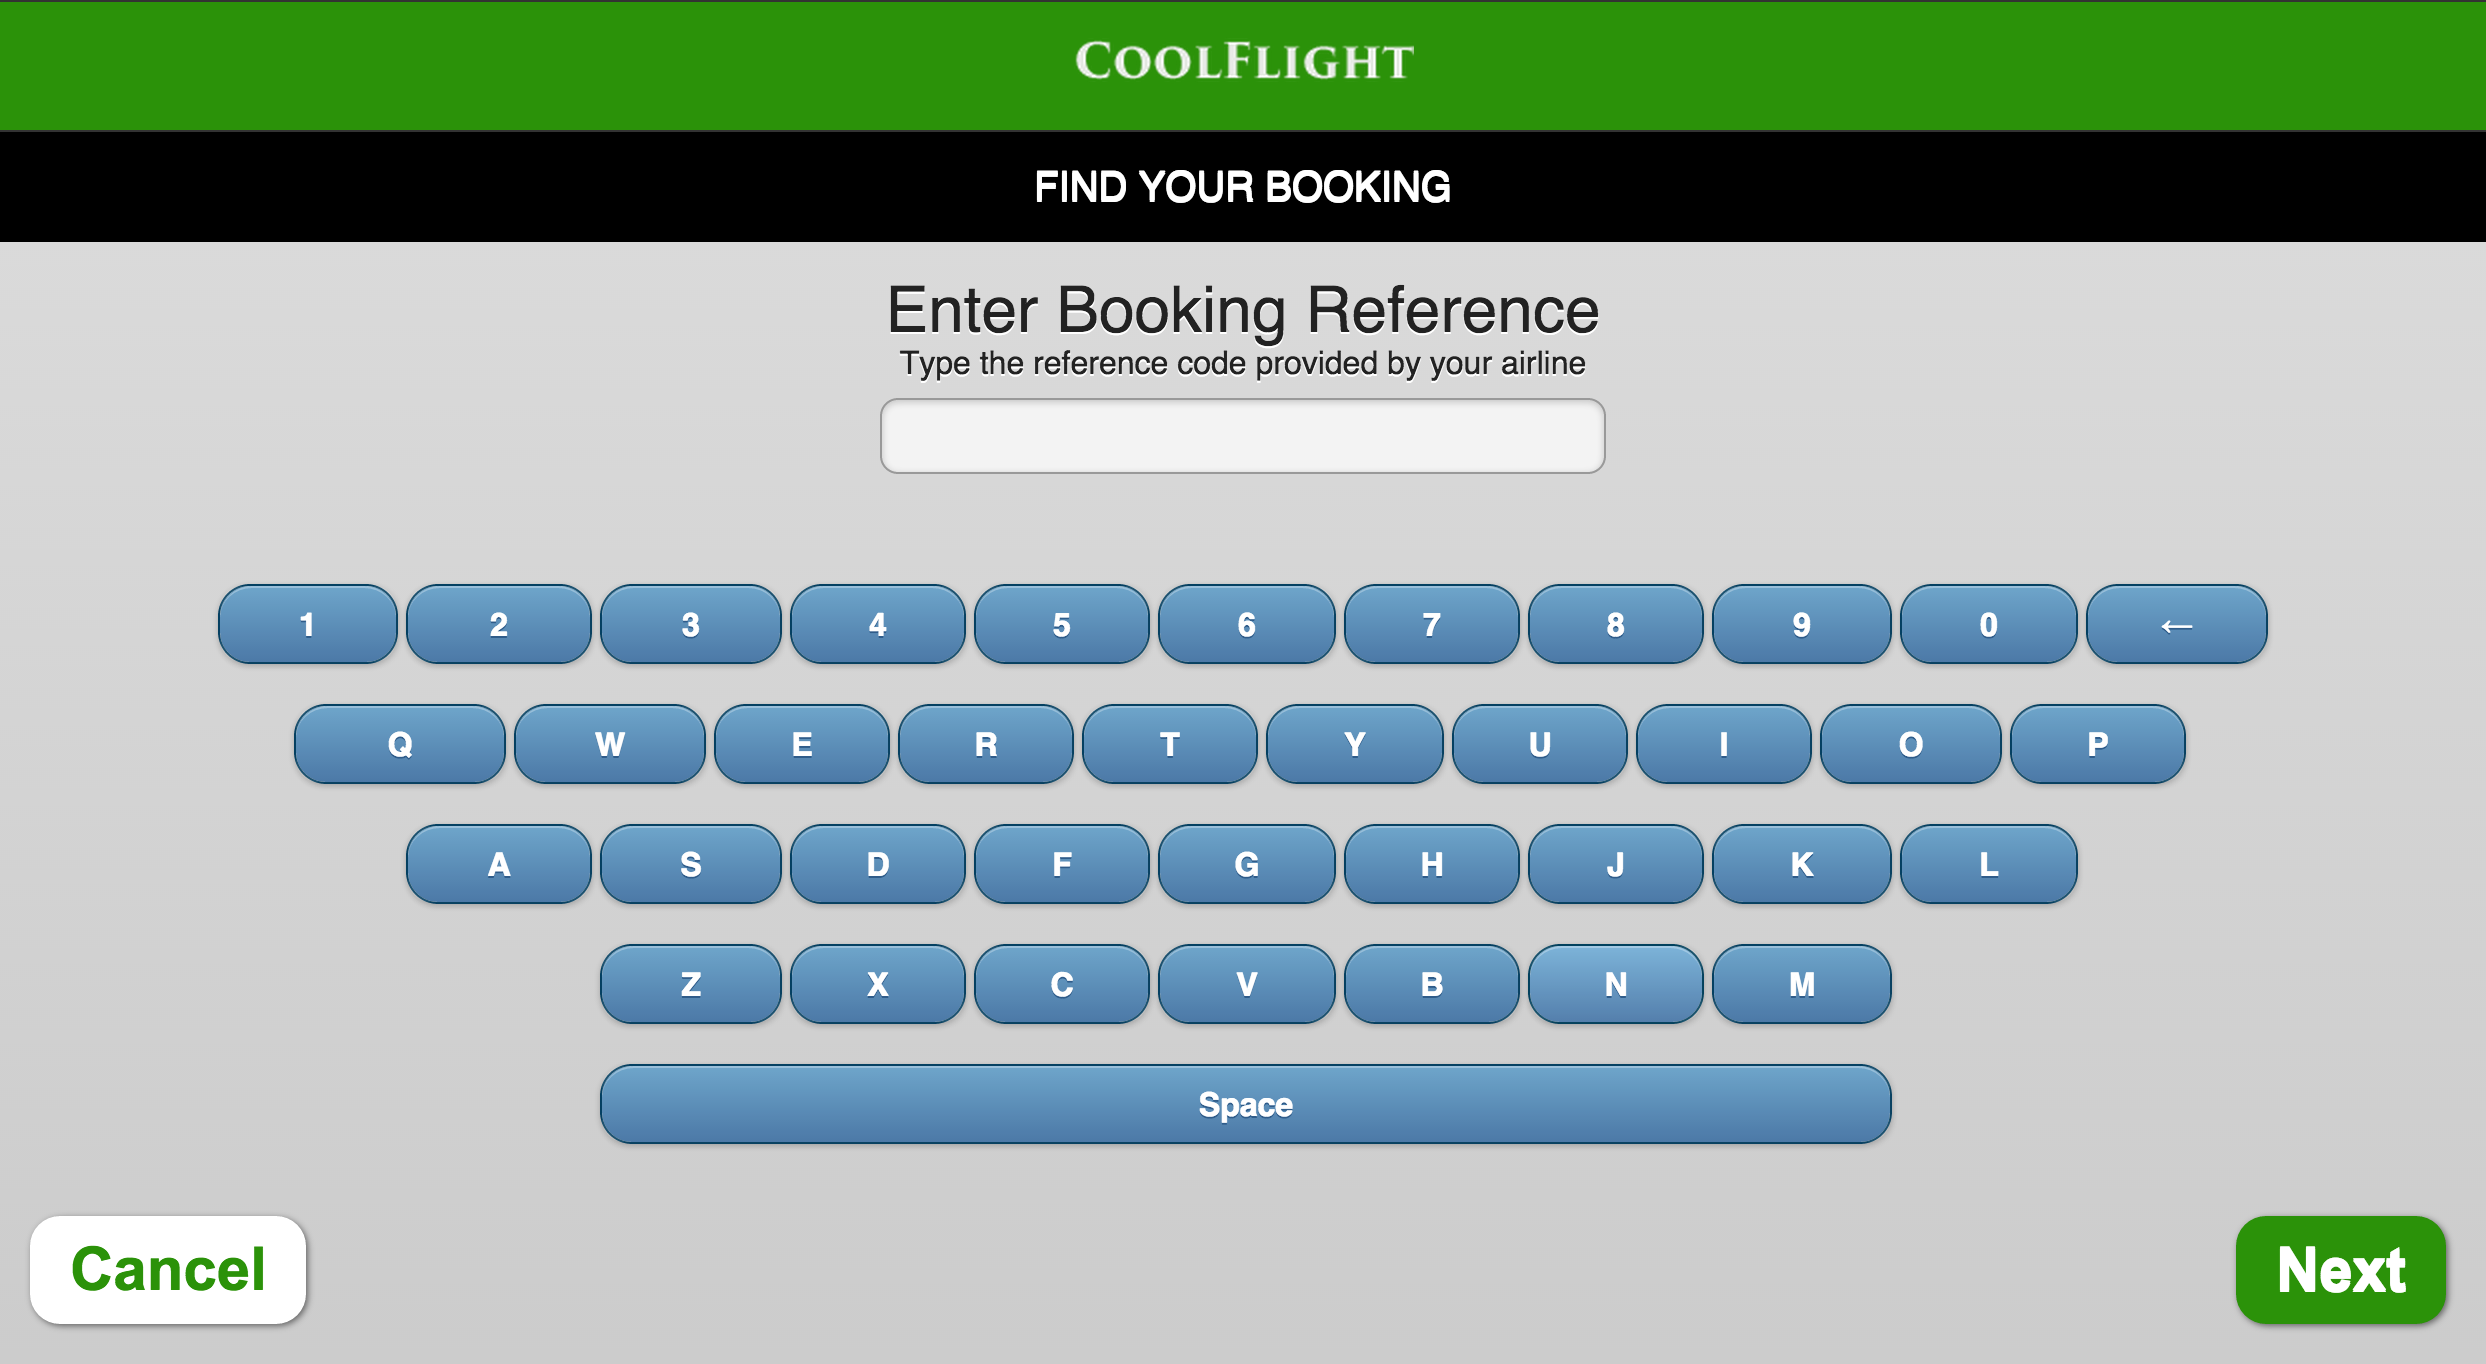 COOLFLIGHT
FIND YOUR BOOKING
Enter Booking Reference
Type the reference code provided by your airline
1 2 3 4 5 6 7 8 9 0 ←
Q W E R T Y U I O P
A S D F G H J K L
Z X C V B N M
Space
Cancel Next